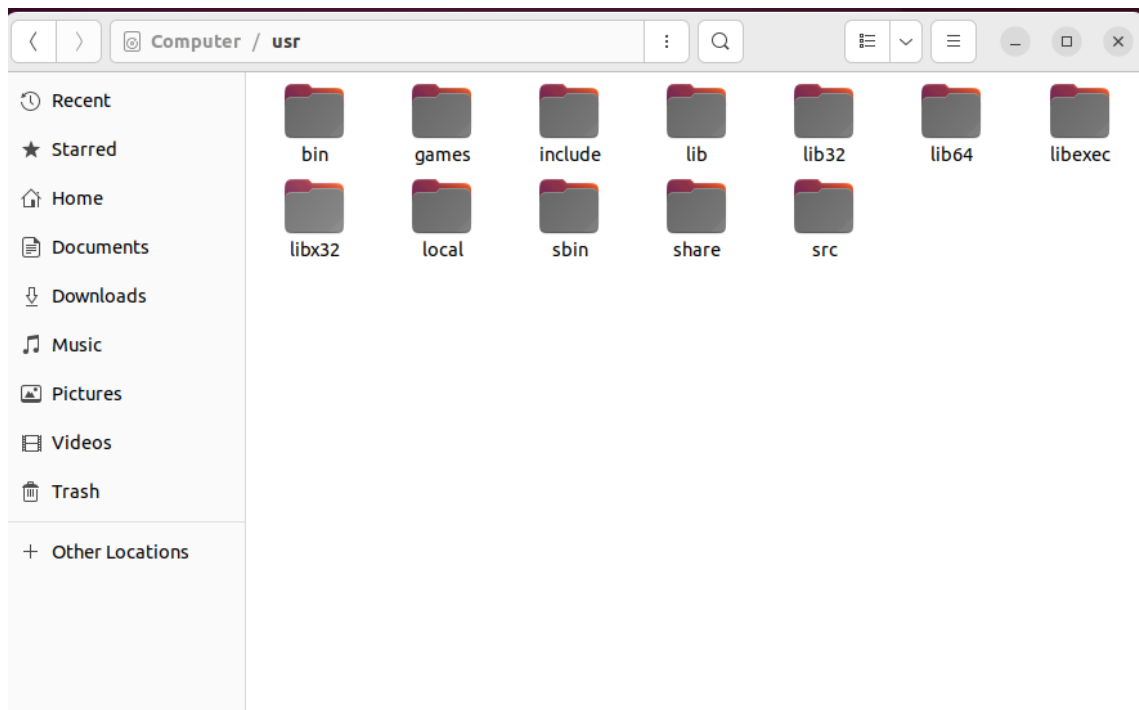 Computer / usr
Recent
Starred
Home
Documents
Downloads
Music
Pictures
Videos
Trash
+ Other Locations
bin games include lib lib32 lib64 libexec
libx32 local sbin share src